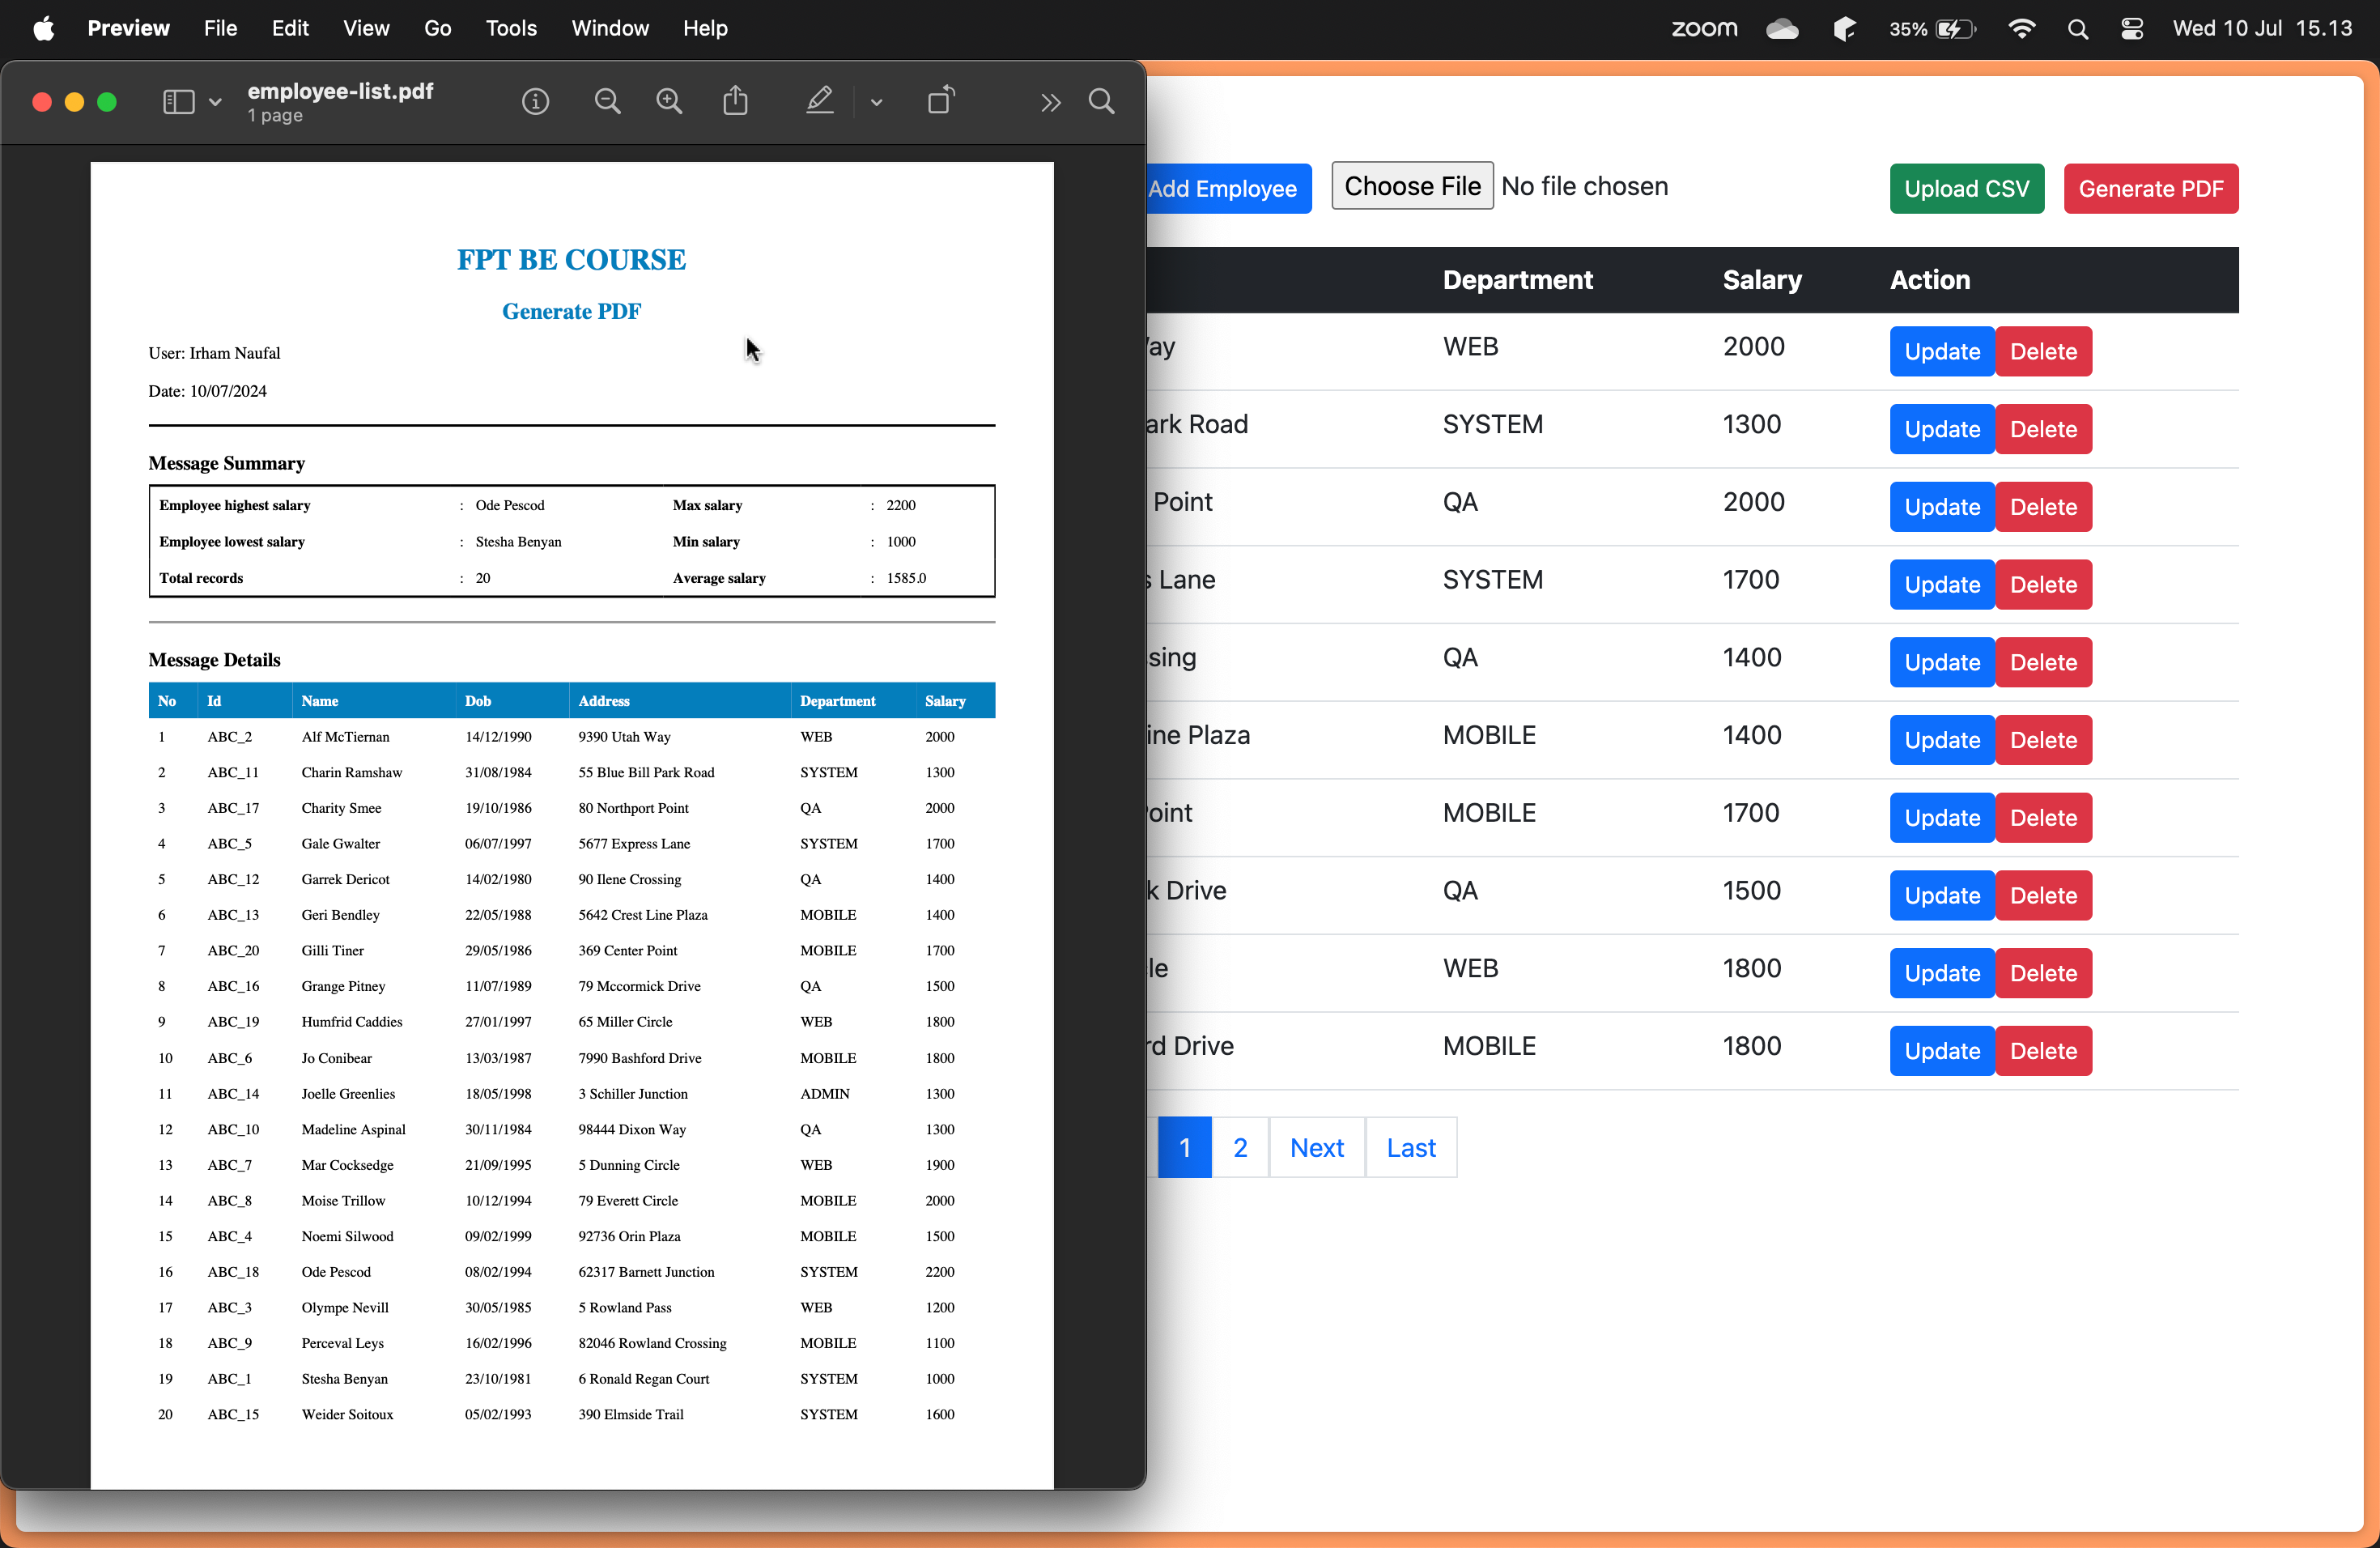 Preview File Edit View Go Tools Window Help zoom 35% Wed 10 Jul 15.13
employee-list.pdf
1 page
FPT BE COURSE
Generate PDF
User: Irham Naufal
Date: 10/07/2024
Message Summary
Employee highest salary : Ode Pescod Max salary : 2200
Employee lowest salary : Stesha Benyan Min salary : 1000
Total records : 20 Average salary : 1585.0
Message Details
No Id Name Dob Address Department Salary
1 ABC_2 Alf McTiernan 14/12/1990 9390 Utah Way WEB 2000
2 ABC_11 Charin Ramshaw 31/08/1984 55 Blue Bill Park Road SYSTEM 1300
3 ABC_17 Charity Smee 19/10/1986 80 Northport Point QA 2000
4 ABC_5 Gale Gwalter 06/07/1997 5677 Express Lane SYSTEM 1700
5 ABC_12 Garrek Dericot 14/02/1980 90 Ilene Crossing QA 1400
6 ABC_13 Geri Bendley 22/05/1988 5642 Crest Line Plaza MOBILE 1400
7 ABC_20 Gilli Tiner 29/05/1986 369 Center Point MOBILE 1700
8 ABC_16 Grange Pitney 11/07/1989 79 Mccormick Drive QA 1500
9 ABC_19 Humfrid Caddies 27/01/1997 65 Miller Circle WEB 1800
10 ABC_6 Jo Conibear 13/03/1987 7990 Bashford Drive MOBILE 1800
11 ABC_14 Joelle Greenlies 18/05/1998 3 Schiller Junction ADMIN 1300
12 ABC_10 Madeline Aspinal 30/11/1984 98444 Dixon Way QA 1300
13 ABC_7 Mar Cocksedge 21/09/1995 5 Dunning Circle WEB 1900
14 ABC_8 Moise Trillow 10/12/1994 79 Everett Circle MOBILE 2000
15 ABC_4 Noemi Silwood 09/02/1999 92736 Orin Plaza MOBILE 1500
16 ABC_18 Ode Pescod 08/02/1994 62317 Barnett Junction SYSTEM 2200
17 ABC_3 Olympe Nevill 30/05/1985 5 Rowland Pass WEB 1200
18 ABC_9 Perceval Leys 16/02/1996 82046 Rowland Crossing MOBILE 1100
19 ABC_1 Stesha Benyan 23/10/1981 6 Ronald Regan Court SYSTEM 1000
20 ABC_15 Weider Soitoux 05/02/1993 390 Elmside Trail SYSTEM 1600
Add Employee Choose File No file chosen Upload CSV Generate PDF
Department Salary Action
ay WEB 2000 Update Delete
ark Road SYSTEM 1300 Update Delete
Point QA 2000 Update Delete
s Lane SYSTEM 1700 Update Delete
sing QA 1400 Update Delete
ine Plaza MOBILE 1400 Update Delete
oint MOBILE 1700 Update Delete
k Drive QA 1500 Update Delete
le WEB 1800 Update Delete
rd Drive MOBILE 1800 Update Delete
1 2 Next Last